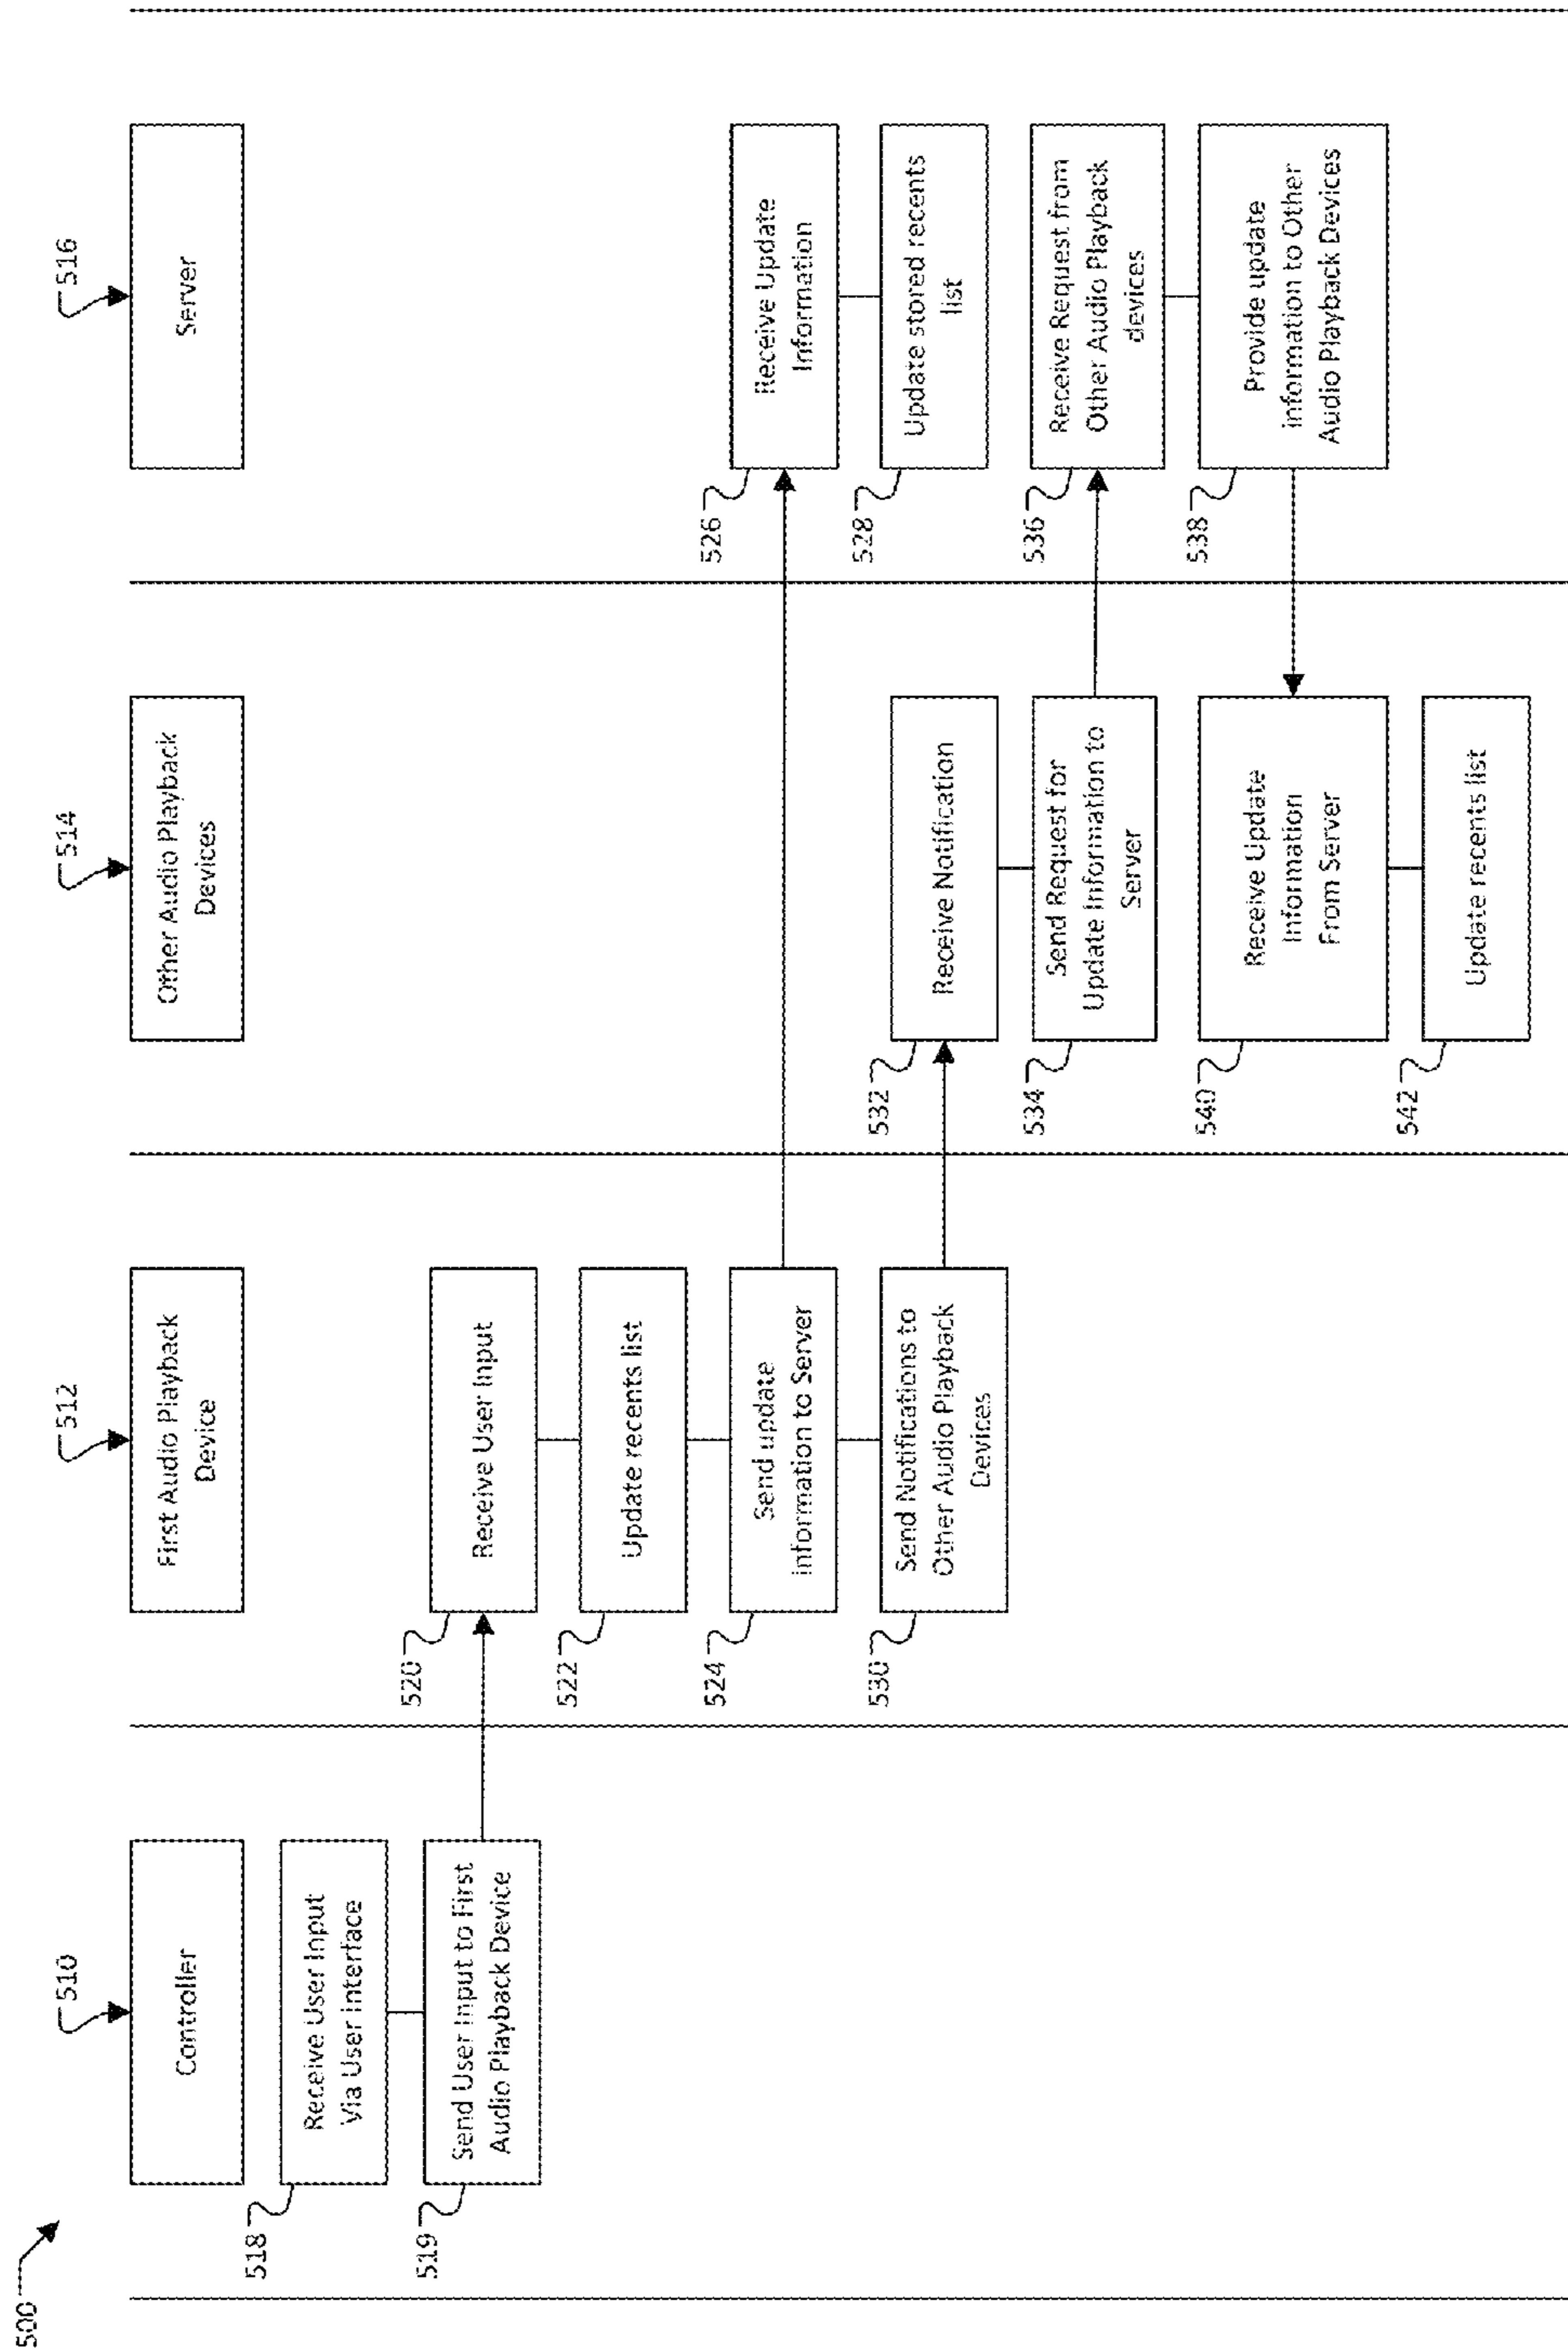 500
510
Controller
512
First Audio Playback
Device
514
Other Audio Playback
Devices
516
Server
518
Receive User Input
Via User Interface
519
Send User Input to First
Audio Playback Device
520
Receive User Input
522
Update recents list
524
Send update
information to Server
526
Receive Update
Information
528
Update stored recents
list
530
Send Notifications to
Other Audio Playback
Devices
532
Receive Notification
534
Send Request for
Update Information to
Server
536
Receive Request from
Other Audio Playback
devices
538
Provide update
information to Other
Audio Playback Devices
540
Receive Update
Information
From Server
542
Update recents list